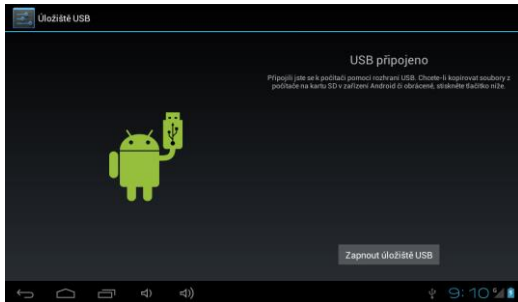 Úložiště USB
USB připojeno
Připojili jste se k počítači pomocí rozhraní USB. Chcete-li kopírovat soubory z
počítače na kartu SD v zařízení Android či obráceně, stiskněte tlačítko níže.
Zapnout úložiště USB
9:10